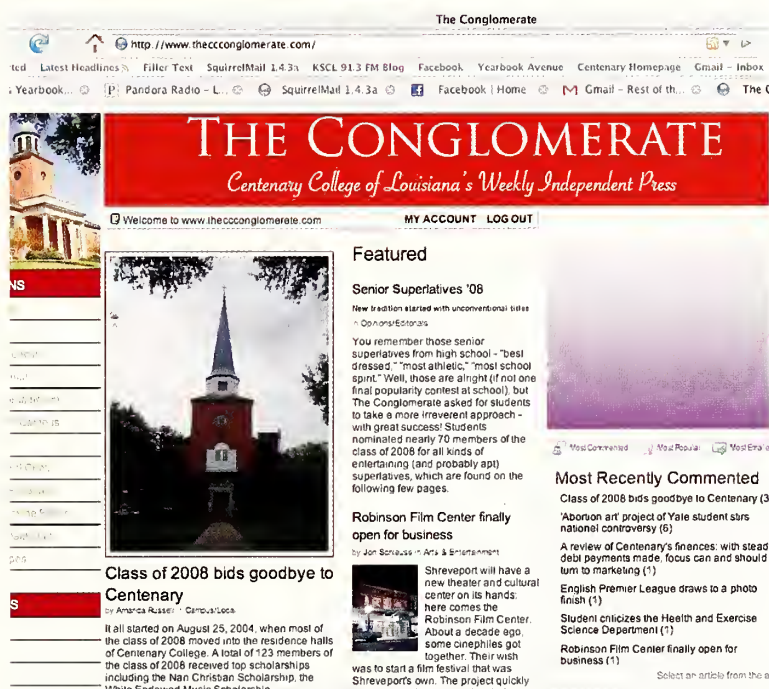 The Conglomerate
http://www.theccconglomerate.com/
ted Latest Headlines Filler Text SquirrelMail 1.4.3a KSCL 91.3 FM Blog Facebook Yearbook Avenue Centenary Homepage Gmail - Inbox
Yearbook... Pandora Radio - L... SquirrelMail 1.4.3a Facebook | Home Gmail - Rest of th... The C
THE CONGLOMERATE
Centenary College of Louisiana's Weekly Independent Press
Welcome to www.thecccconglomerate.com
MY ACCOUNT LOG OUT
NS
S
Class of 2008 bids goodbye to
Centenary
by Amanda Russell in Campus/Local
It all started on August 25, 2004, when most of
the class of 2008 moved into the residence halls
of Centenary College. A total of 123 members of
the class of 2008 received top scholarships
including the Nan Christian Scholarship, the
White Endowed Music Scholarship
Featured
Senior Superlatives '08
New tradition started with unconventional titles
in Opinions/Editorials
You remember those senior
superlatives from high school - "best
dressed," "most athletic," "most school
spirit." Well, those are alright (if not one
final popularity contest at school), but
The Conglomerate asked for students
to take a more irreverent approach -
with great success! Students
nominated nearly 70 members of the
class of 2008 for all kinds of
entertaining (and probably apt)
superlatives, which are found on the
following few pages.
Robinson Film Center finally
open for business
by Jon in Arts & Entertainment
Shreveport will have a
new theater and cultural
center on its hands:
here comes the
Robinson Film Center.
About a decade ago,
some cinephiles got
together. Their wish
was to start a film festival that was
Shreveport's own. The project quickly
Most Commented Most Popular Most Emaile
Most Recently Commented
Class of 2008 bids goodbye to Centenary (3
'Abortion art' project of Yale student stirs
national controversy (6)
A review of Centenary's finances: with stead
debt payments made, focus can and should
turn to marketing (1)
English Premier League draws to a photo
finish (1)
Student criticizes the Health and Exercise
Science Department (1)
Robinson Film Center finally open for
business (1)
Select an article from the a